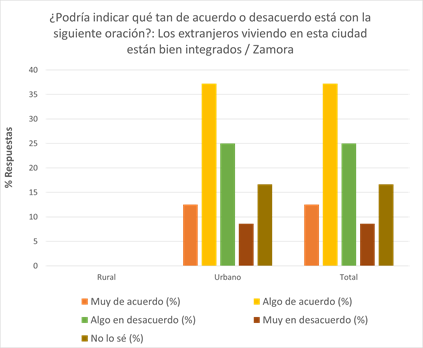 ¿Podría indicar qué tan de acuerdo o desacuerdo está con la
siguiente oración?: Los extranjeros viviendo en esta ciudad
están bien integrados / Zamora
% Respuestas
40
35
30
25
20
15
10
5
0
Rural
Urbano
Total
Muy de acuerdo (%)
Algo de acuerdo (%)
Algo en desacuerdo (%)
Muy en desacuerdo (%)
No lo sé (%)